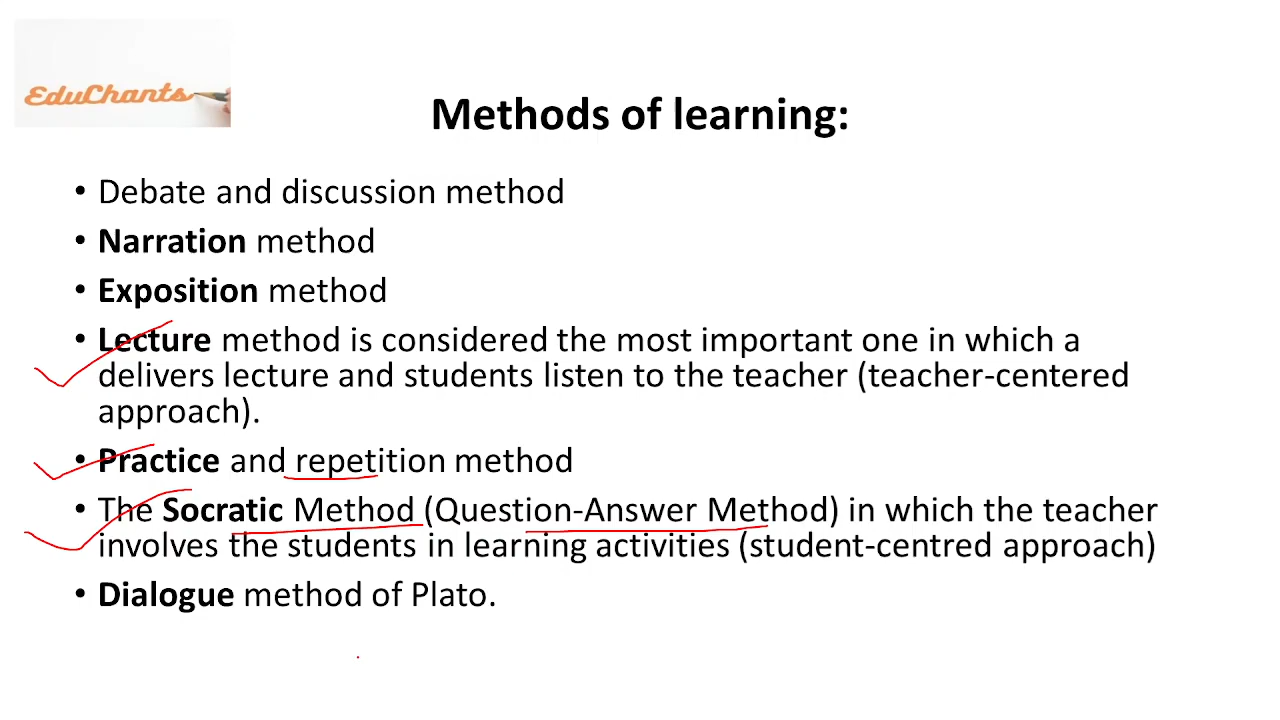 EduChants
Methods of learning:
• Debate and discussion method
• Narration method
• Exposition method
• Lecture method is considered the most important one in which a
delivers lecture and students listen to the teacher (teacher-centered
approach).
• Practice and repetition method
• The Socratic Method (Question-Answer Method) in which the teacher
involves the students in learning activities (student-centred approach)
• Dialogue method of Plato.